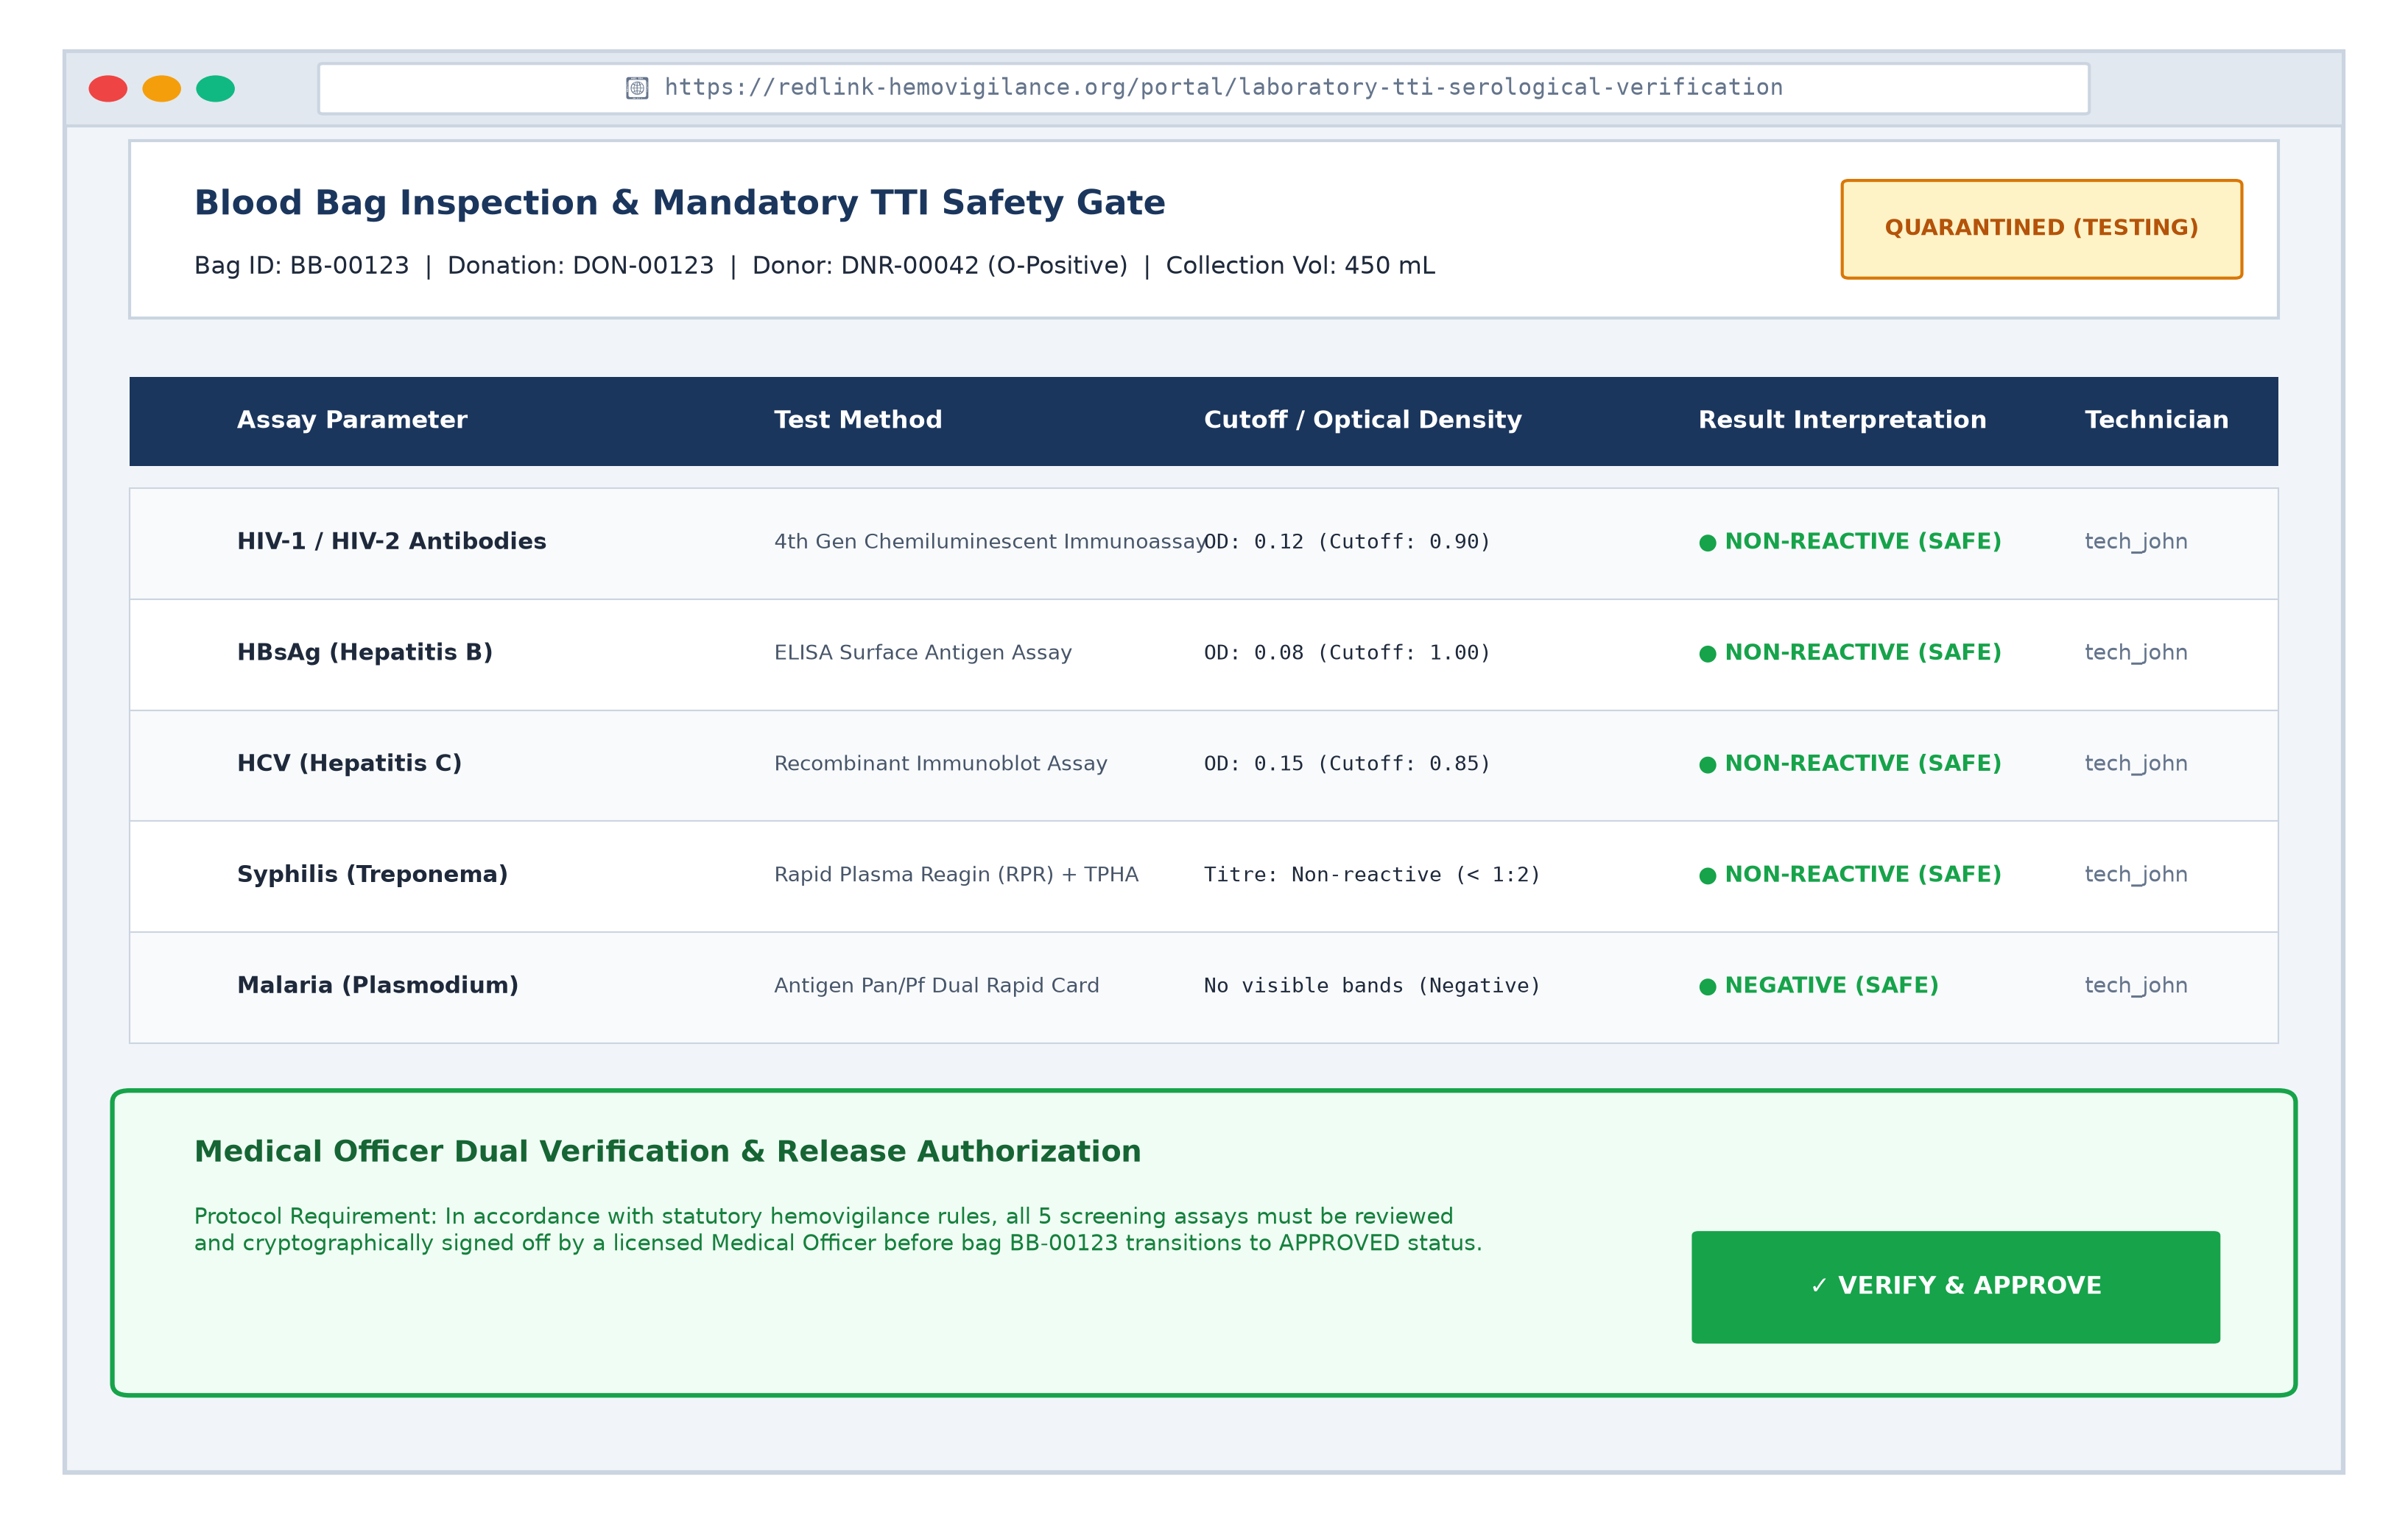 https://redlink-hemovigilance.org/portal/laboratory-tti-serological-verification
Blood Bag Inspection & Mandatory TTI Safety Gate
Bag ID: BB-00123 | Donation: DON-00123 | Donor: DNR-00042 (O-Positive) | Collection Vol: 450 mL
QUARANTINED (TESTING)
Assay Parameter Test Method Cutoff / Optical Density Result Interpretation Technician
HIV-1 / HIV-2 Antibodies 4th Gen Chemiluminescent Immunoassay OD: 0.12 (Cutoff: 0.90) ● NON-REACTIVE (SAFE) tech_john
HBsAg (Hepatitis B) ELISA Surface Antigen Assay OD: 0.08 (Cutoff: 1.00) ● NON-REACTIVE (SAFE) tech_john
HCV (Hepatitis C) Recombinant Immunoblot Assay OD: 0.15 (Cutoff: 0.85) ● NON-REACTIVE (SAFE) tech_john
Syphilis (Treponema) Rapid Plasma Reagin (RPR) + TPHA Titre: Non-reactive (< 1:2) ● NON-REACTIVE (SAFE) tech_john
Malaria (Plasmodium) Antigen Pan/Pf Dual Rapid Card No visible bands (Negative) ● NEGATIVE (SAFE) tech_john
Medical Officer Dual Verification & Release Authorization
Protocol Requirement: In accordance with statutory hemovigilance rules, all 5 screening assays must be reviewed
and cryptographically signed off by a licensed Medical Officer before bag BB-00123 transitions to APPROVED status.
✓ VERIFY & APPROVE